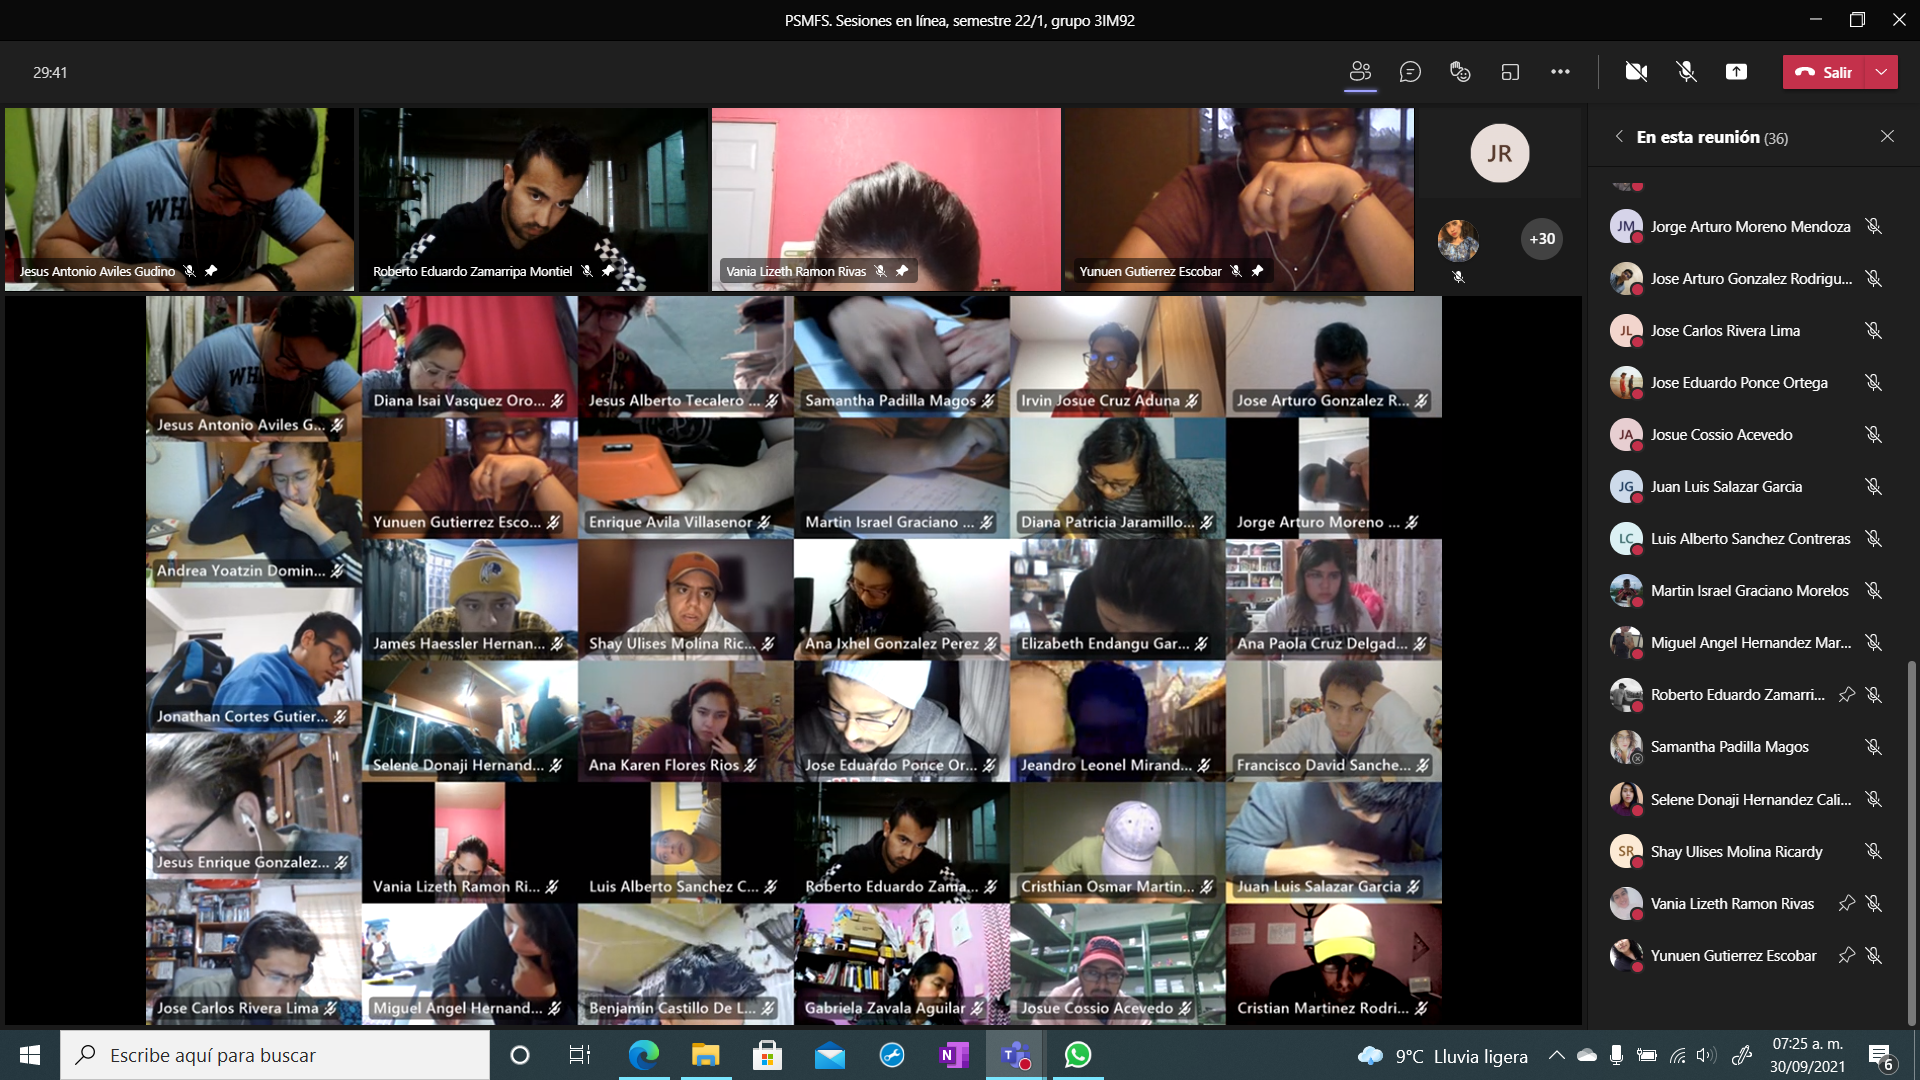 PSMFS. Sesiones en línea, semestre 22/1, grupo 3IM92
29:41
Salir
Jesus Antonio Aviles Gudino
Roberto Eduardo Zamarripa Montiel
Vania Lizeth Ramon Rivas
Yunuen Gutierrez Escobar
JR
+30
Jesus Antonio Aviles G...
Diana Isai Vasquez Oro...
Jesus Alberto Tecalero ...
Samantha Padilla Magos
Irvin Josue Cruz Aduna
Jose Arturo Gonzalez R...
Andrea Yoatzin Domin...
Yunuen Gutierrez Esco...
Enrique Avila Villasenor
Martin Israel Graciano ...
Diana Patricia Jaramillo...
Jorge Arturo Moreno ...
Jonathan Cortes Gutier...
James Haessler Hernan...
Shay Ulises Molina Ric...
Ana Ixhel Gonzalez Perez
Elizabeth Endangu Gar...
Ana Paola Cruz Delgad...
Selene Donaji Hernand...
Ana Karen Flores Rios
Jose Eduardo Ponce Or...
Jeandro Leonel Mirand...
Francisco David Sanche...
Jesus Enrique Gonzalez...
Vania Lizeth Ramon Ri...
Luis Alberto Sanchez C...
Roberto Eduardo Zama...
Cristhian Osmar Martin...
Juan Luis Salazar Garcia
Jose Carlos Rivera Lima
Miguel Angel Hernand...
Benjamin Castillo De L...
Gabriela Zavala Aguilar
Josue Cossio Acevedo
Cristian Martinez Rodri...
En esta reunión (36)
JM Jorge Arturo Moreno Mendoza
Jose Arturo Gonzalez Rodrigu...
JL Jose Carlos Rivera Lima
Jose Eduardo Ponce Ortega
JA Josue Cossio Acevedo
JG Juan Luis Salazar Garcia
LC Luis Alberto Sanchez Contreras
Martin Israel Graciano Morelos
Miguel Angel Hernandez Mar...
Roberto Eduardo Zamarri...
Samantha Padilla Magos
Selene Donaji Hernandez Cali...
SR Shay Ulises Molina Ricardy
Vania Lizeth Ramon Rivas
Yunuen Gutierrez Escobar
Escribe aquí para buscar
9°C Lluvia ligera
07:25 a. m.
30/09/2021
6